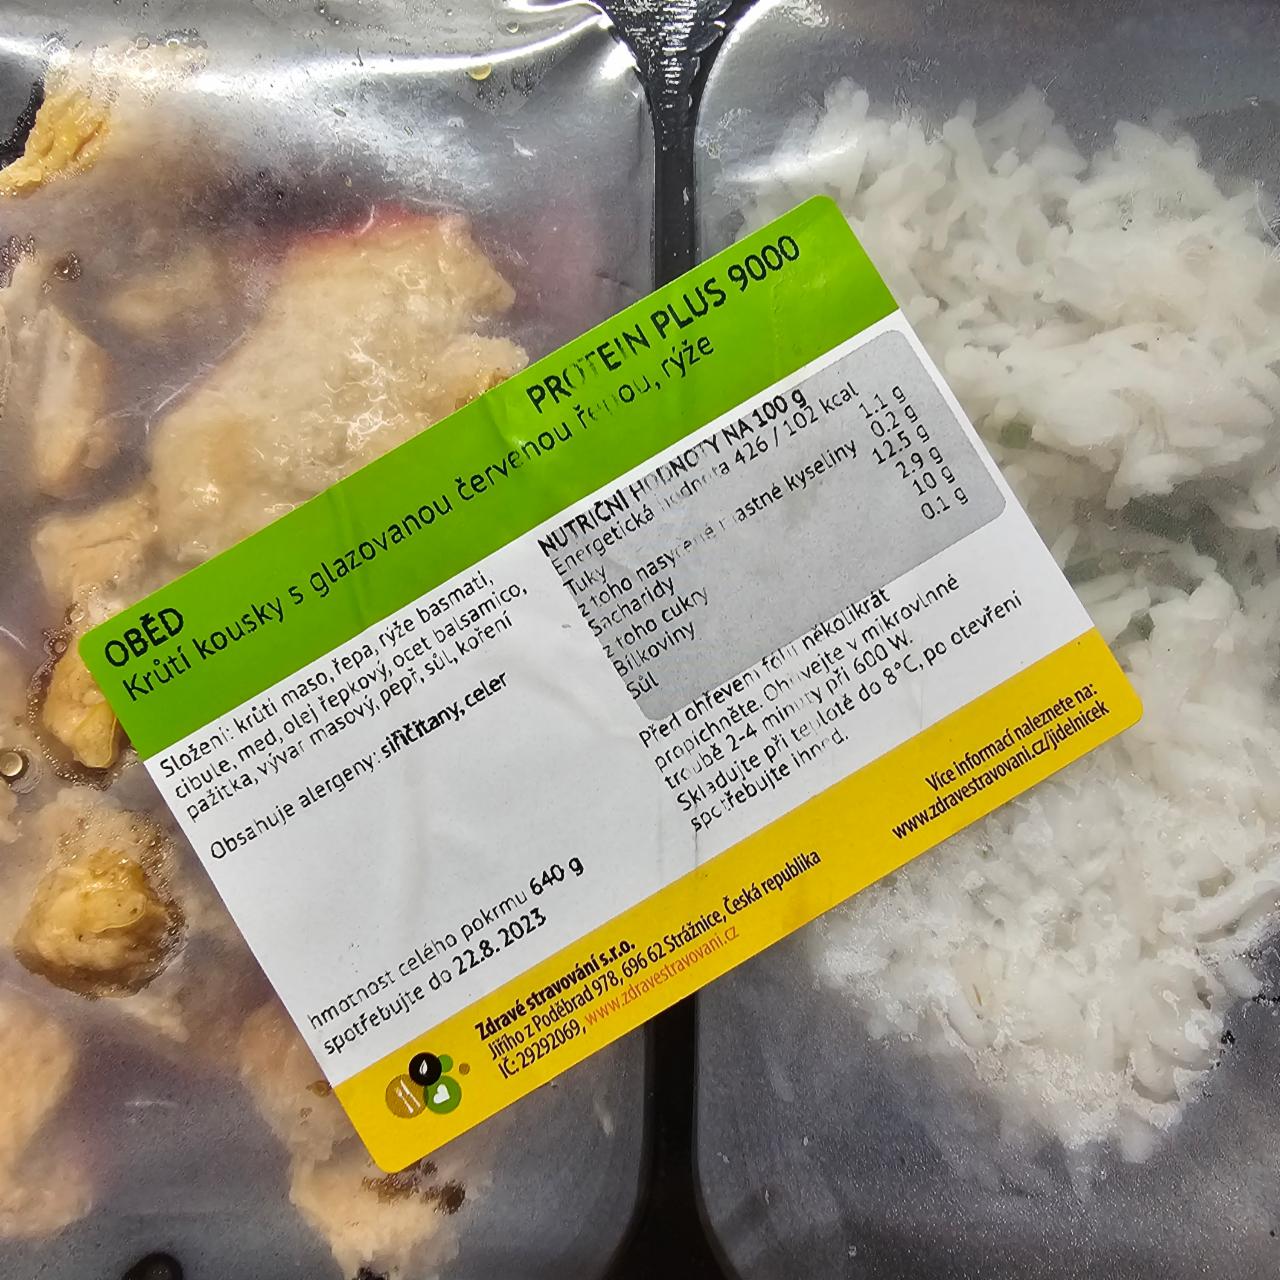 PROTEIN PLUS 9000
OBĚD
Krůtí kousky s glazovanou červenou řepou, rýže
Složení: krůtí maso, řepa, rýže basmati,
cibule, med, olej řepkový, ocet balsamico,
pažitka, vývar masový, pepř, sůl, koření
Obsahuje alergeny: siřičitany, celer
hmotnost celého pokrmu 640 g
spotřebujte do 22.8.2023
NUTRIČNÍ HODNOTY NA 100 g
Energetická hodnota 426 / 102 kcal
Tuky 1.1 g
z toho nasycené mastné kyseliny 0.2 g
Sacharidy 12.5 g
z toho cukry 2.9 g
Bílkoviny 10 g
Sůl 0.1 g
Před ohřevem folii několikrát
propíchněte. Ohřívejte v mikrovlnné
troubě 2-4 minuty při 600 W.
Skladujte při teplotě do 8°C, po otevření
spotřebujte ihned.
Zdravé stravování s.r.o.
Jiřího z Poděbrad 978, 696 62 Strážnice, Česká republika
IČ: 29292069, www.zdravestravovani.cz
Více informací naleznete na:
www.zdravestravovani.cz/jidelnicek